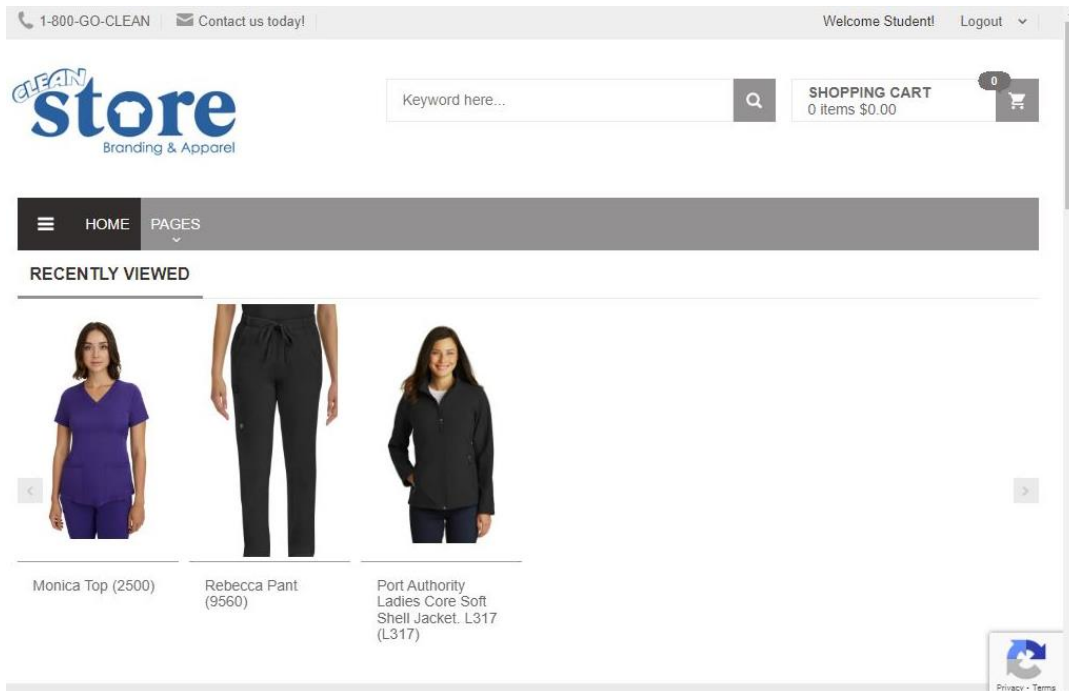 1-800-GO-CLEAN
Contact us today!
Welcome Student!
Logout
CLEAN
store
Branding & Apparel
Keyword here...
SHOPPING CART
0 items $0.00
0
HOME
PAGES
RECENTLY VIEWED
Monica Top (2500)
Rebecca Pant
(9560)
Port Authority
Ladies Core Soft
Shell Jacket. L317
(L317)
Privacy - Terms